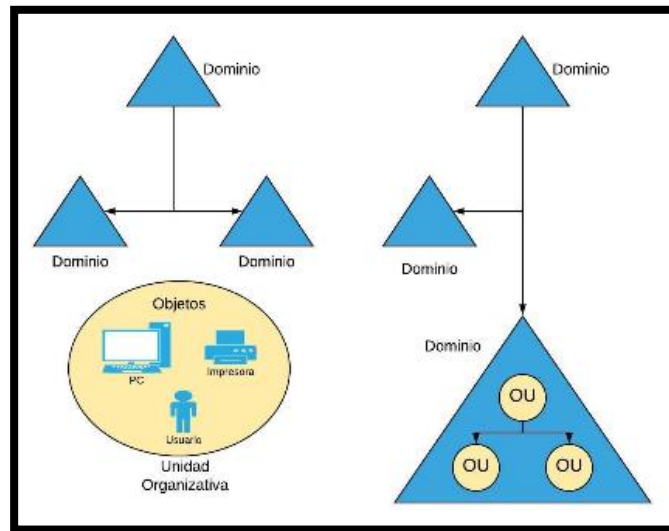 Dominio
Dominio
Dominio
Objetos
PC
Impresora
Usuario
Unidad
Organizativa
Dominio
Dominio
Dominio
OU
OU
OU